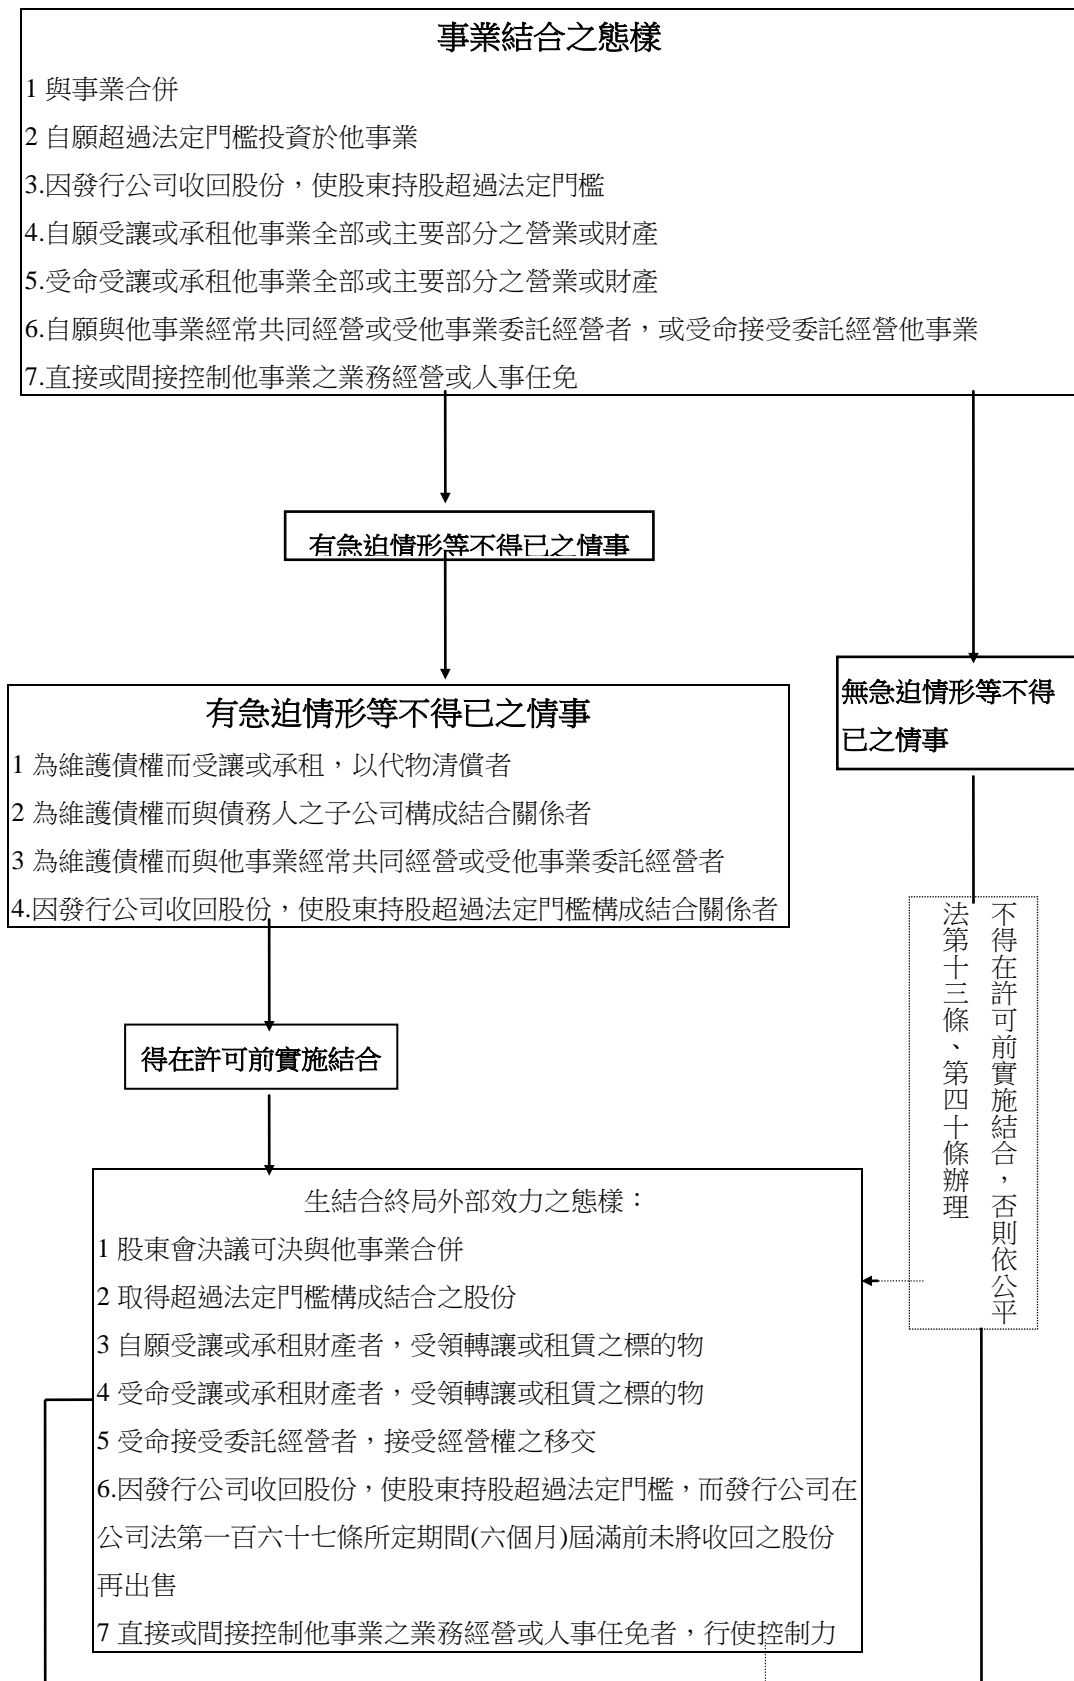 事業結合之態樣
1 與事業合併
2 自願超過法定門檻投資於他事業
3.因發行公司收回股份，使股東持股超過法定門檻
4.自願受讓或承租他事業全部或主要部分之營業或財產
5.受命受讓或承租他事業全部或主要部分之營業或財產
6.自願與他事業經常共同經營或受他事業委託經營者，或受命接受委託經營他事業
7.直接或間接控制他事業之業務經營或人事任免
有急迫情形等不得已之情事
無急迫情形等不得
已之情事
有急迫情形等不得已之情事
1 為維護債權而受讓或承租，以代物清償者
2 為維護債權而與債務人之子公司構成結合關係者
3 為維護債權而與他事業經常共同經營或受他事業委託經營者
4.因發行公司收回股份，使股東持股超過法定門檻構成結合關係者
不得在許可前實施結合，否則依公平
法第十三條、第四十條辦理
得在許可前實施結合
生結合終局外部效力之態樣：
1 股東會決議可決與他事業合併
2 取得超過法定門檻構成結合之股份
3 自願受讓或承租財產者，受領轉讓或租賃之標的物
4 受命受讓或承租財產者，受領轉讓或租賃之標的物
5 受命接受委託經營者，接受經營權之移交
6.因發行公司收回股份，使股東持股超過法定門檻，而發行公司在
公司法第一百六十七條所定期間(六個月)屆滿前未將收回之股份
再出售
7 直接或間接控制他事業之業務經營或人事任免者，行使控制力